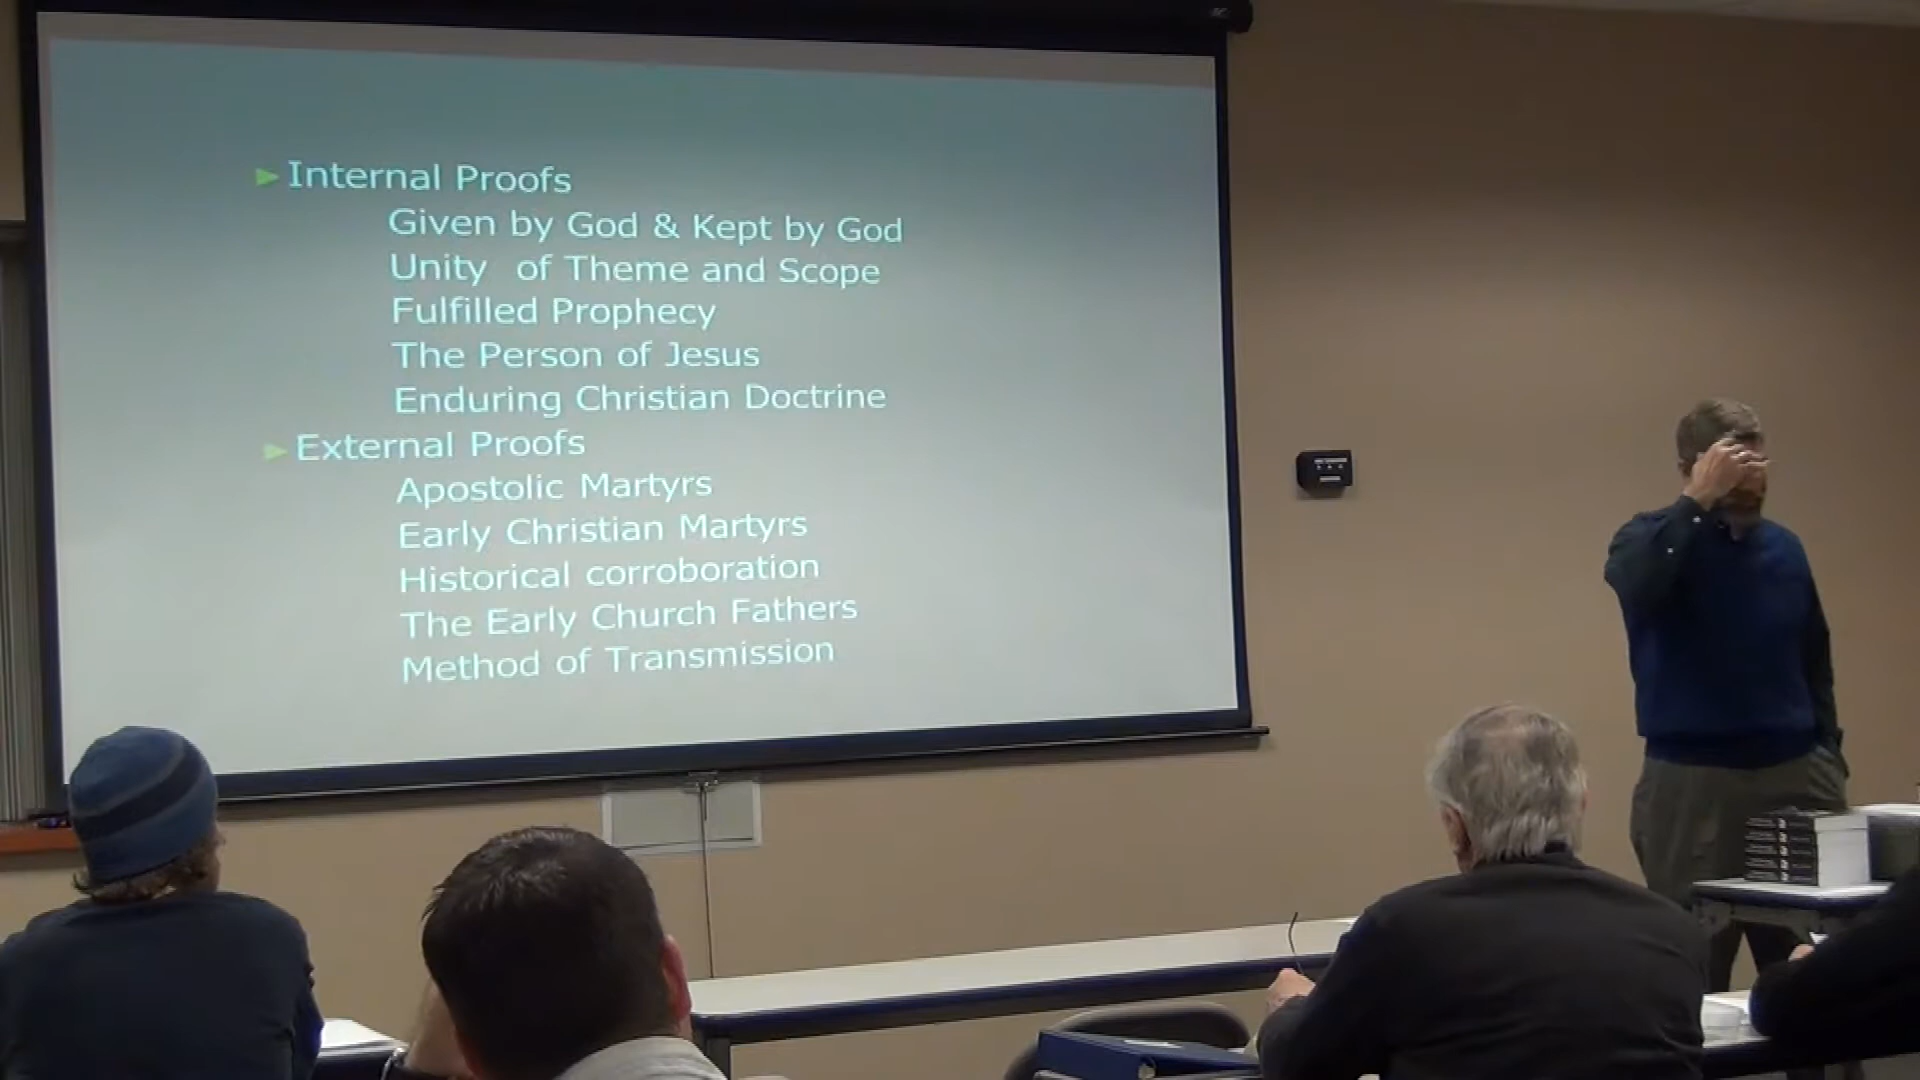 Internal Proofs
Given by God & Kept by God
Unity of Theme and Scope
Fulfilled Prophecy
The Person of Jesus
Enduring Christian Doctrine
External Proofs
Apostolic Martyrs
Early Christian Martyrs
Historical corroboration
The Early Church Fathers
Method of Transmission